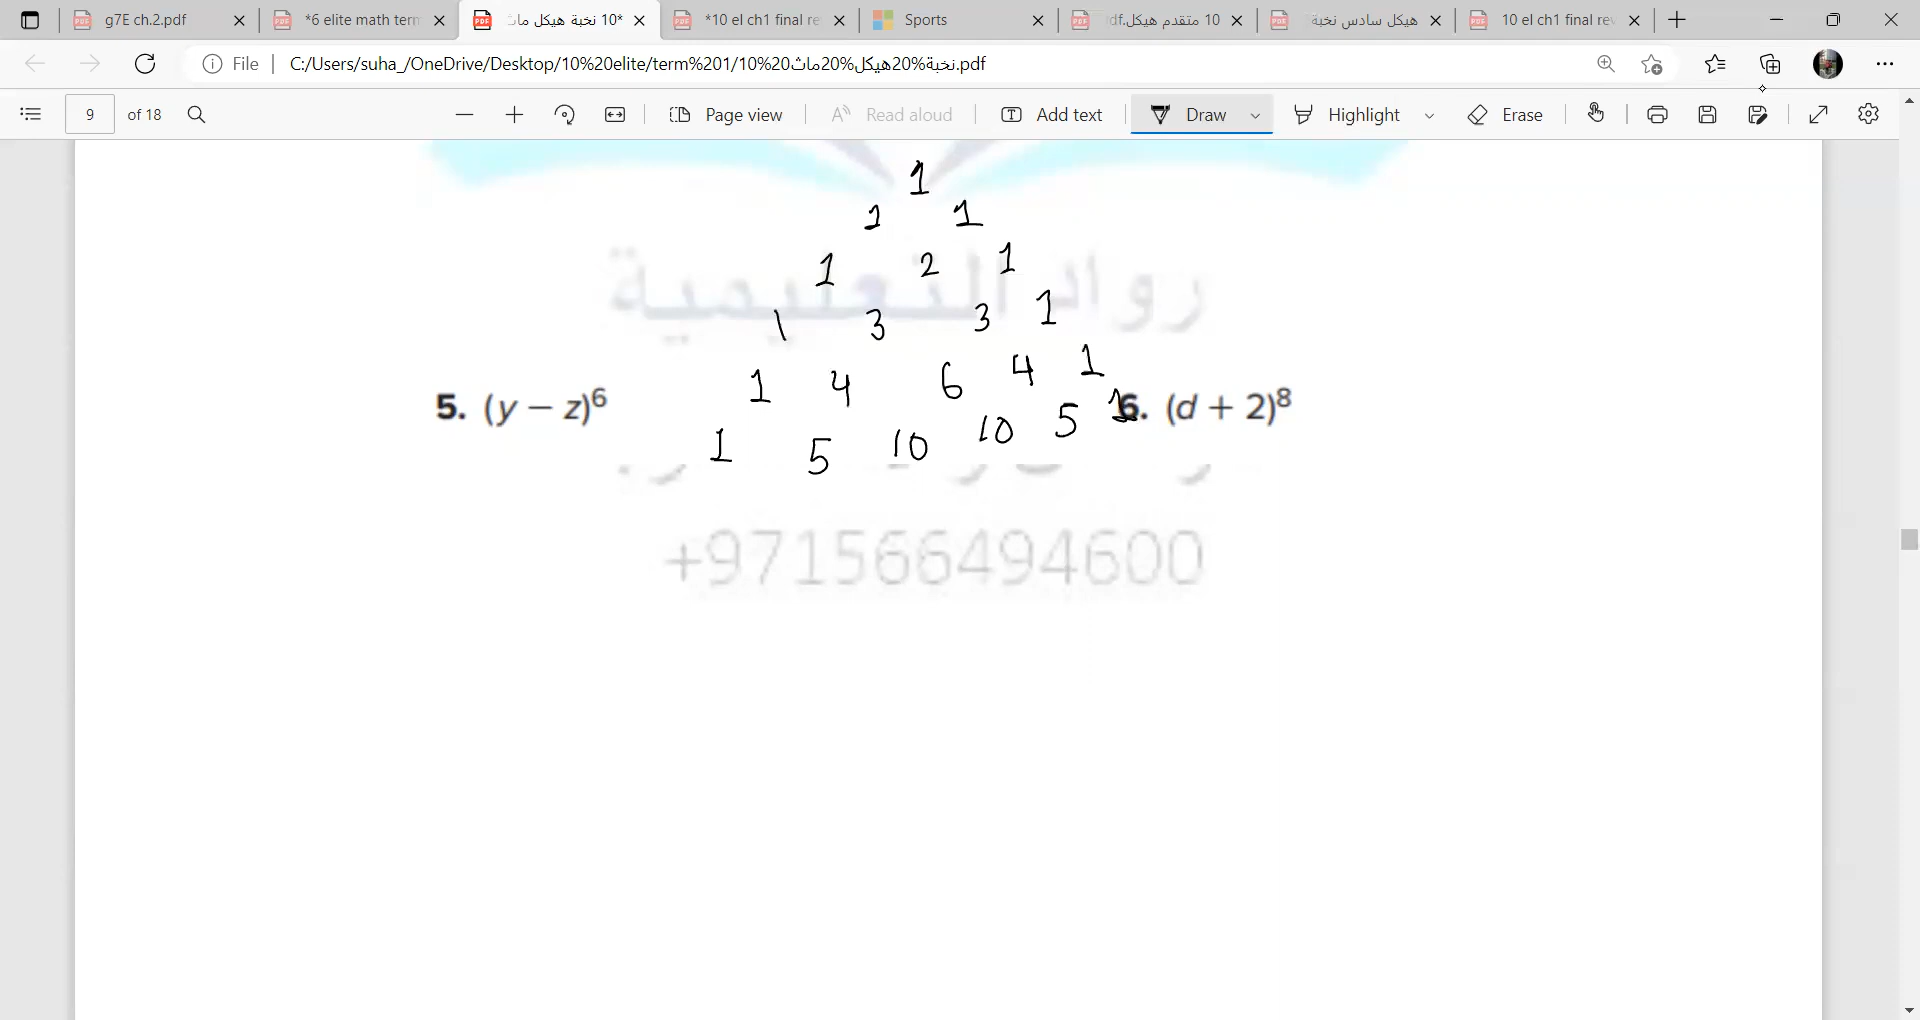 g7E ch.2.pdf
*6 elite math term
*10 نخبة هيكل ماث
*10 el ch1 final re
Sports
10 متقدم هيكل.df
هيكل سادس نخبة
10 el ch1 final rev
File
C:/Users/suha_/OneDrive/Desktop/10%20elite/term%201/10%20نخبة%20هيكل%20ماث.pdf
9 of 18
Page view
Read aloud
Add text
Draw
Highlight
Erase
1
1 1
1 2 1
رواد التعليمية
1 3 3 1
1 4 6 4 1
5. (y − z)⁶
6. (d + 2)⁸
1 5 10 10 5 1
+971566494600